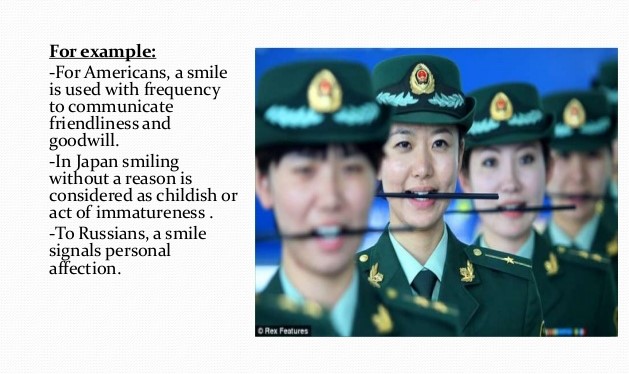 For example:
-For Americans, a smile
is used with frequency
to communicate
friendliness and
goodwill.
-In Japan smiling
without a reason is
considered as childish or
act of immatureness .
-To Russians, a smile
signals personal
affection.
© Rex Features